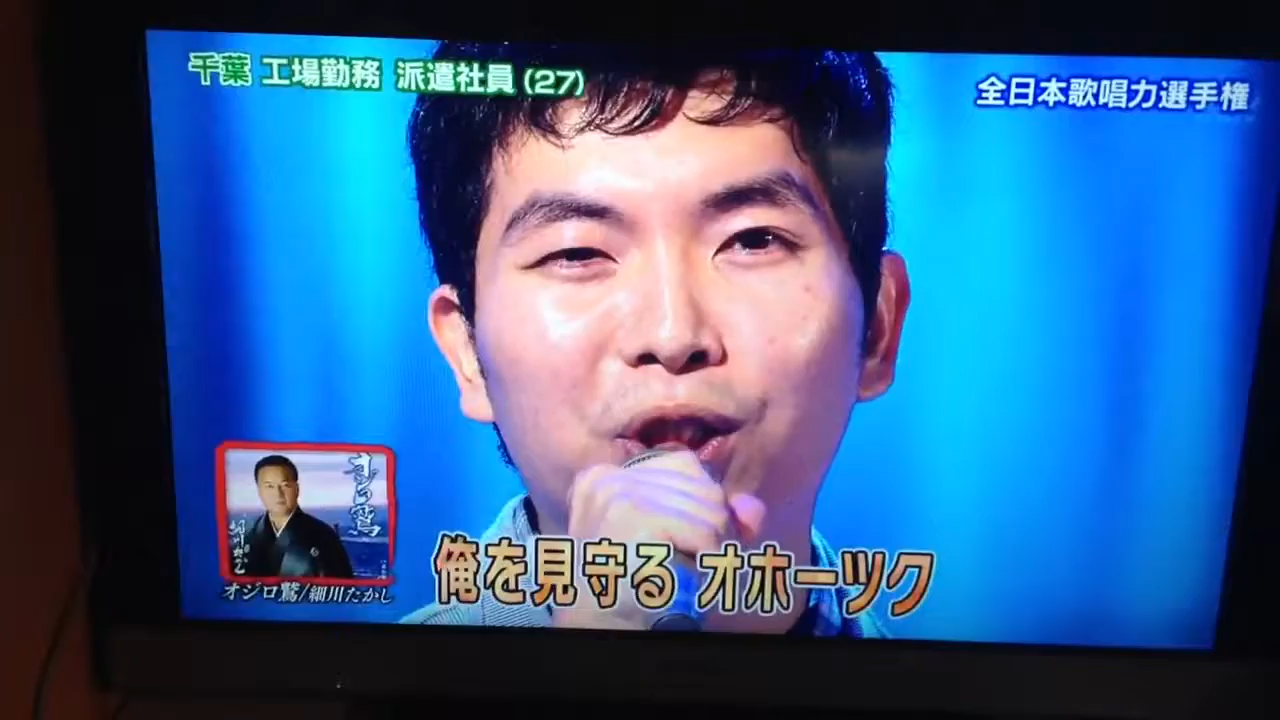 千葉 工場勤務 派遣社員(27)
全日本歌唱力選手権
オジロ鷲
細川たかし
オジロ鷲/細川たかし
俺を見守る オホーツク